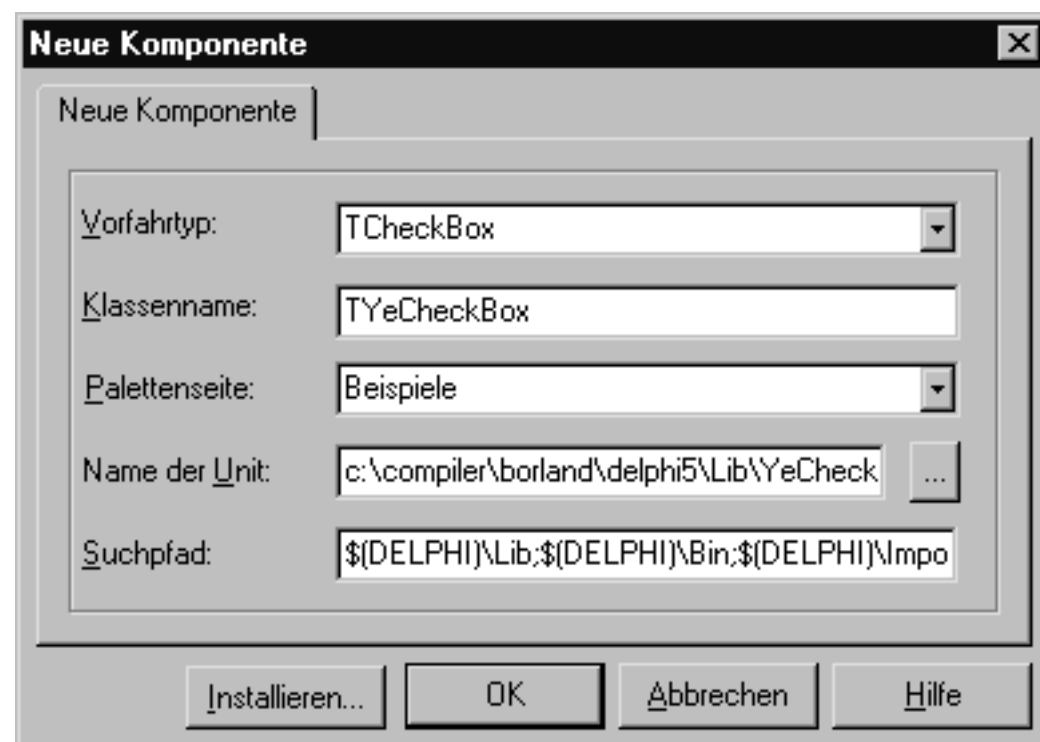 Neue Komponente
Neue Komponente
Vorfahrtyp: TCheckBox
Klassenname: TYeCheckBox
Palettenseite: Beispiele
Name der Unit: c:\compiler\borland\delphi5\Lib\YeCheck ...
Suchpfad: $(DELPHI)\Lib;$(DELPHI)\Bin;$(DELPHI)\Impo
Installieren... OK Abbrechen Hilfe